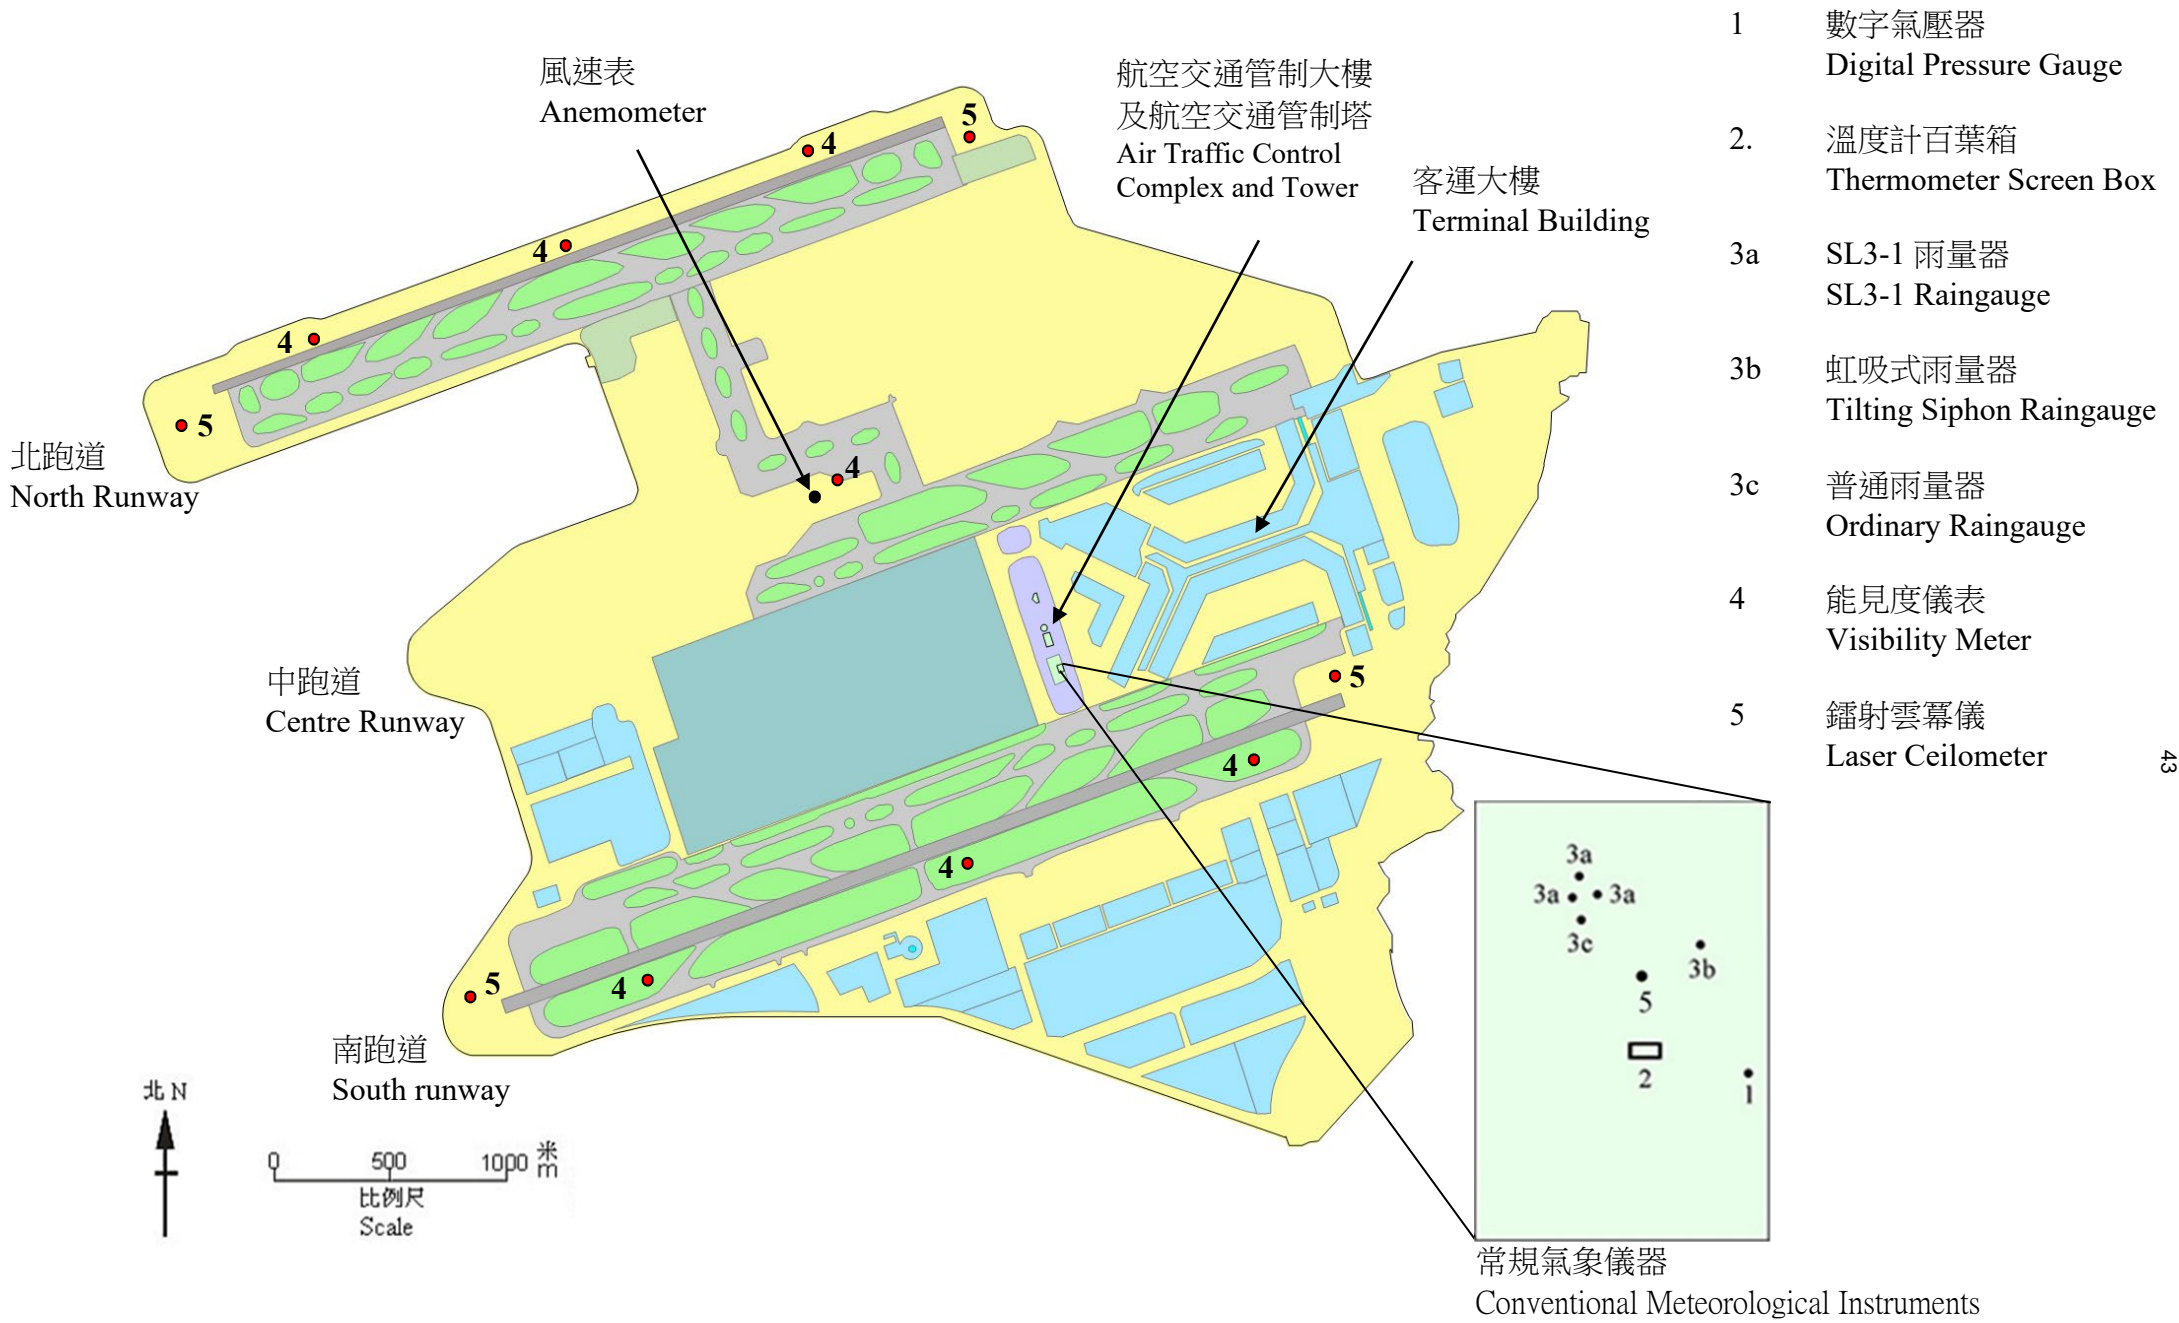 風速表
Anemometer
航空交通管制大樓
及航空交通管制塔
Air Traffic Control
Complex and Tower
客運大樓
Terminal Building
1 數字氣壓器
Digital Pressure Gauge
2. 溫度計百葉箱
Thermometer Screen Box
3a SL3-1 雨量器
SL3-1 Raingauge
3b 虹吸式雨量器
Tilting Siphon Raingauge
3c 普通雨量器
Ordinary Raingauge
4 能見度儀表
Visibility Meter
5 鐳射雲冪儀
Laser Ceilometer
43
5
4
4
4
5
4
北跑道
North Runway
中跑道
Centre Runway
5
4
4
5
4
南跑道
South runway
北 N
0 500 1000 米
m
比例尺
Scale
3a
3a 3a
3c
3b
5
2
1
常規氣象儀器
Conventional Meteorological Instruments